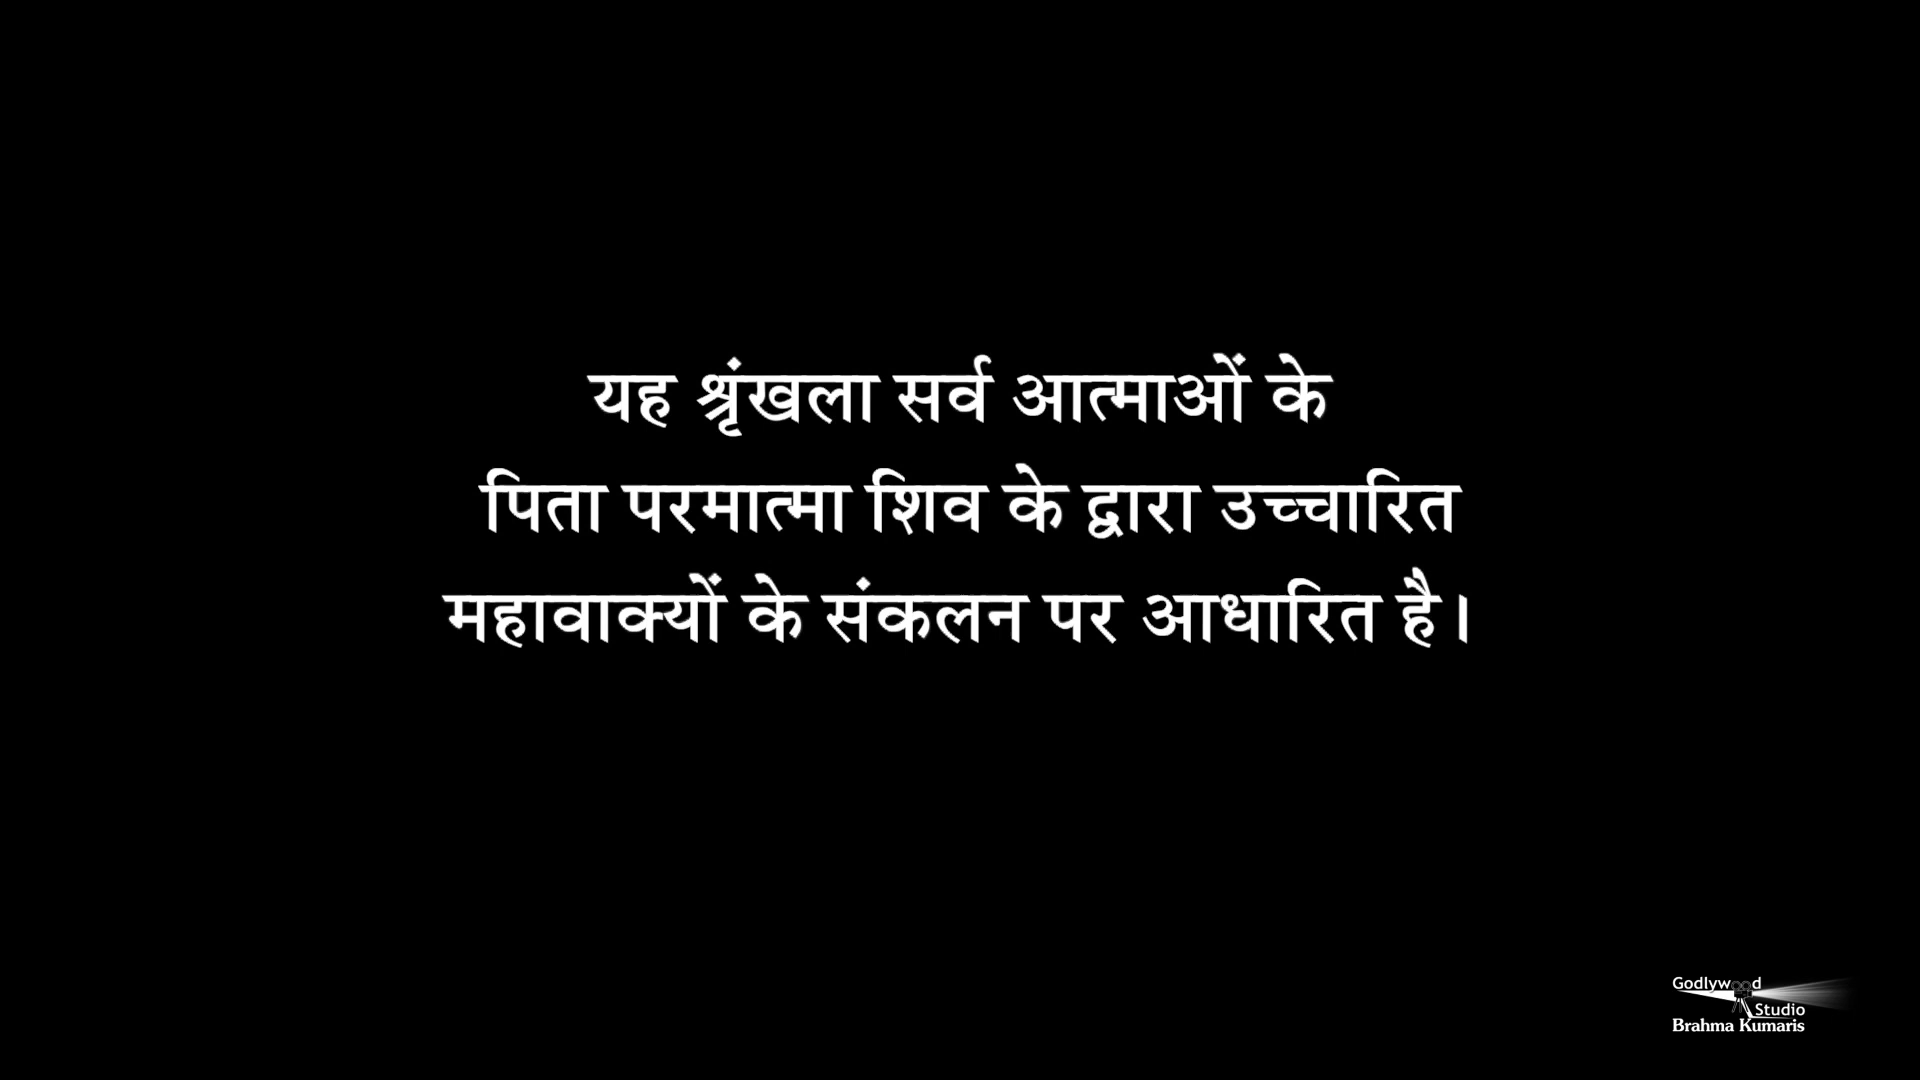 यह श्रृंखला सर्व आत्माओं के
पिता परमात्मा शिव के द्वारा उच्चारित
महावाक्यों के संकलन पर आधारित है।
Godlywood
Studio
Brahma Kumaris